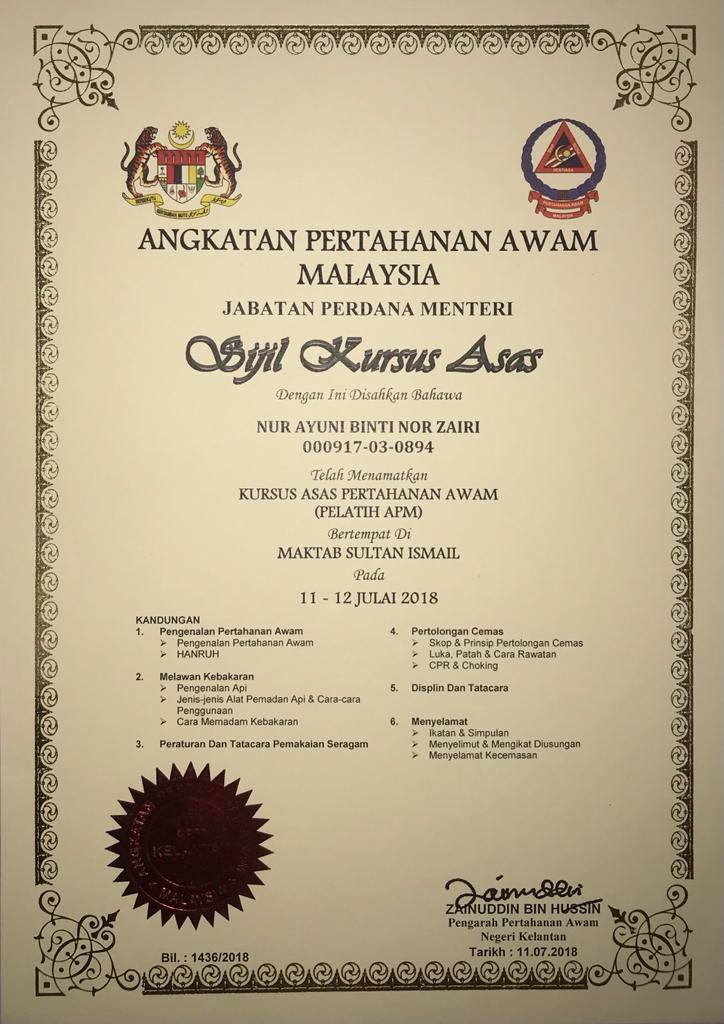 ANGKATAN PERTAHANAN AWAM
MALAYSIA
JABATAN PERDANA MENTERI
Sijil Kursus Asas
Dengan Ini Disahkan Bahawa
NUR AYUNI BINTI NOR ZAIRI
000917-03-0894
Telah Menamatkan
KURSUS ASAS PERTAHANAN AWAM
(PELATIH APM)
Bertempat Di
MAKTAB SULTAN ISMAIL
Pada
11 - 12 JULAI 2018
KANDUNGAN
1. Pengenalan Pertahanan Awam
➢ Pengenalan Pertahanan Awam
➢ HANRUH
2. Melawan Kebakaran
➢ Pengenalan Api
➢ Jenis-jenis Alat Pemadan Api & Cara-cara
Penggunaan
➢ Cara Memadam Kebakaran
3. Peraturan Dan Tatacara Pemakaian Seragam
4. Pertolongan Cemas
➢ Skop & Prinsip Pertolongan Cemas
➢ Luka, Patah & Cara Rawatan
➢ CPR & Choking
5. Displin Dan Tatacara
6. Menyelamat
➢ Ikatan & Simpulan
➢ Menyelimut & Mengikat Diusungan
➢ Menyelamat Kecemasan
ANGKATAN
MALAYSIA
ZAINUDDIN BIN HUSSIN
Pengarah Pertahanan Awam
Negeri Kelantan
Tarikh : 11.07.2018
Bil. : 1436/2018